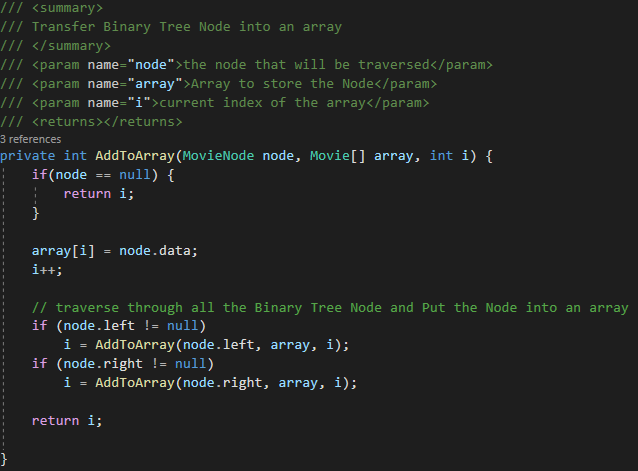 /// <summary>
/// Transfer Binary Tree Node into an array
/// </summary>
/// <param name="node">the node that will be traversed</param>
/// <param name="array">Array to store the Node</param>
/// <param name="i">current index of the array</param>
/// <returns></returns>
3 references
private int AddToArray(MovieNode node, Movie[] array, int i) {
    if(node == null) {
        return i;
    }

    array[i] = node.data;
    i++;

    // traverse through all the Binary Tree Node and Put the Node into an array
    if (node.left != null)
        i = AddToArray(node.left, array, i);
    if (node.right != null)
        i = AddToArray(node.right, array, i);

    return i;

}